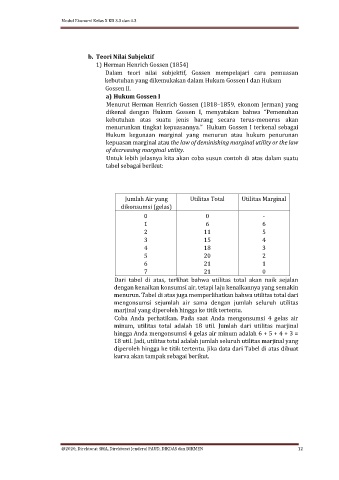 Modul Ekonomi Kelas X KD 3.3 dan 4.3
b. Teori Nilai Subjektif
1) Herman Henrich Gossen (1854)
Dalam teori nilai subjektif, Gossen mempelajari cara pemuasan
kebutuhan yang dikemukakan dalam Hukum Gossen I dan Hukum
Gossen II.
a) Hukum Gossen I
Menurut Herman Henrich Gossen (1818–1859, ekonom Jerman) yang
dikenal dengan Hukum Gossen I, menyatakan bahwa "Pemenuhan
kebutuhan atas suatu jenis barang secara terus-menerus akan
menurunkan tingkat kepuasannya." Hukum Gossen I terkenal sebagai
Hukum kegunaan marginal yang menurun atau hukum penurunan
kepuasan marginal atau the law of deminishing marginal utility or the law
of decreasing marginal utility.
Untuk lebih jelasnya kita akan coba susun contoh di atas dalam suatu
tabel sebagai berikut:
Jumlah Air yang dikonsumsi (gelas) Utilitas Total Utilitas Marginal
0 0 -
1 6 6
2 11 5
3 15 4
4 18 3
5 20 2
6 21 1
7 21 0
Dari tabel di atas, terlihat bahwa utilitas total akan naik sejalan
dengan kenaikan konsumsi air, tetapi laju kenaikannya yang semakin
menurun. Tabel di atas juga memperlihatkan bahwa utilitas total dari
mengonsumsi sejumlah air sama dengan jumlah seluruh utilitas
marjinal yang diperoleh hingga ke titik tertentu.
Coba Anda perhatikan. Pada saat Anda mengonsumsi 4 gelas air
minum, utilitas total adalah 18 util. Jumlah dari utilitas marjinal
hingga Anda mengonsumsi 4 gelas air minum adalah 6 + 5 + 4 + 3 =
18 util. Jadi, utilitas total adalah jumlah seluruh utilitas marjinal yang
diperoleh hingga ke titik tertentu. Jika data dari Tabel di atas dibuat
kurva akan tampak sebagai berikut.
@2020, Direktorat SMA, Direktorat Jenderal PAUD, DIKDAS dan DIKMEN 12